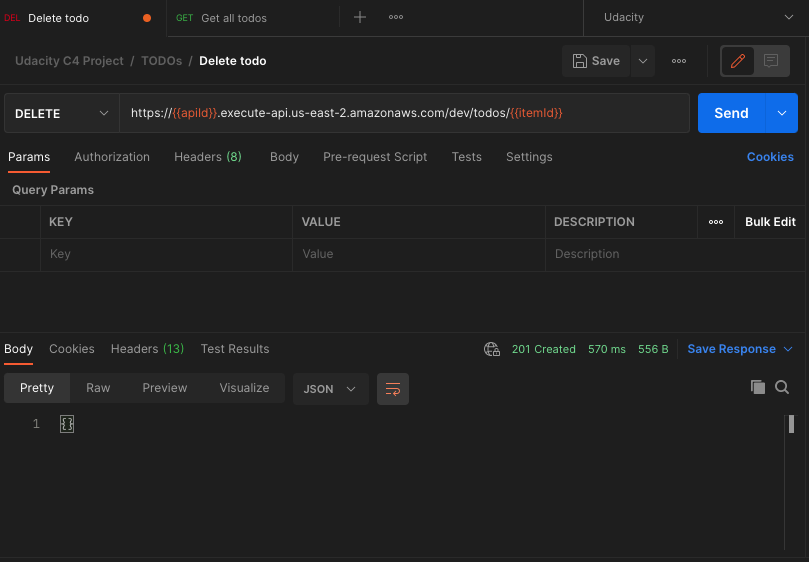 DEL Delete todo GET Get all todos Udacity
Udacity C4 Project / TODOs / Delete todo Save
DELETE https://{{apiId}}.execute-api.us-east-2.amazonaws.com/dev/todos/{{itemId}} Send
Params Authorization Headers (8) Body Pre-request Script Tests Settings Cookies
Query Params
KEY VALUE DESCRIPTION Bulk Edit
Key Value Description
Body Cookies Headers (13) Test Results 201 Created 570 ms 556 B Save Response
Pretty Raw Preview Visualize JSON
1 {}